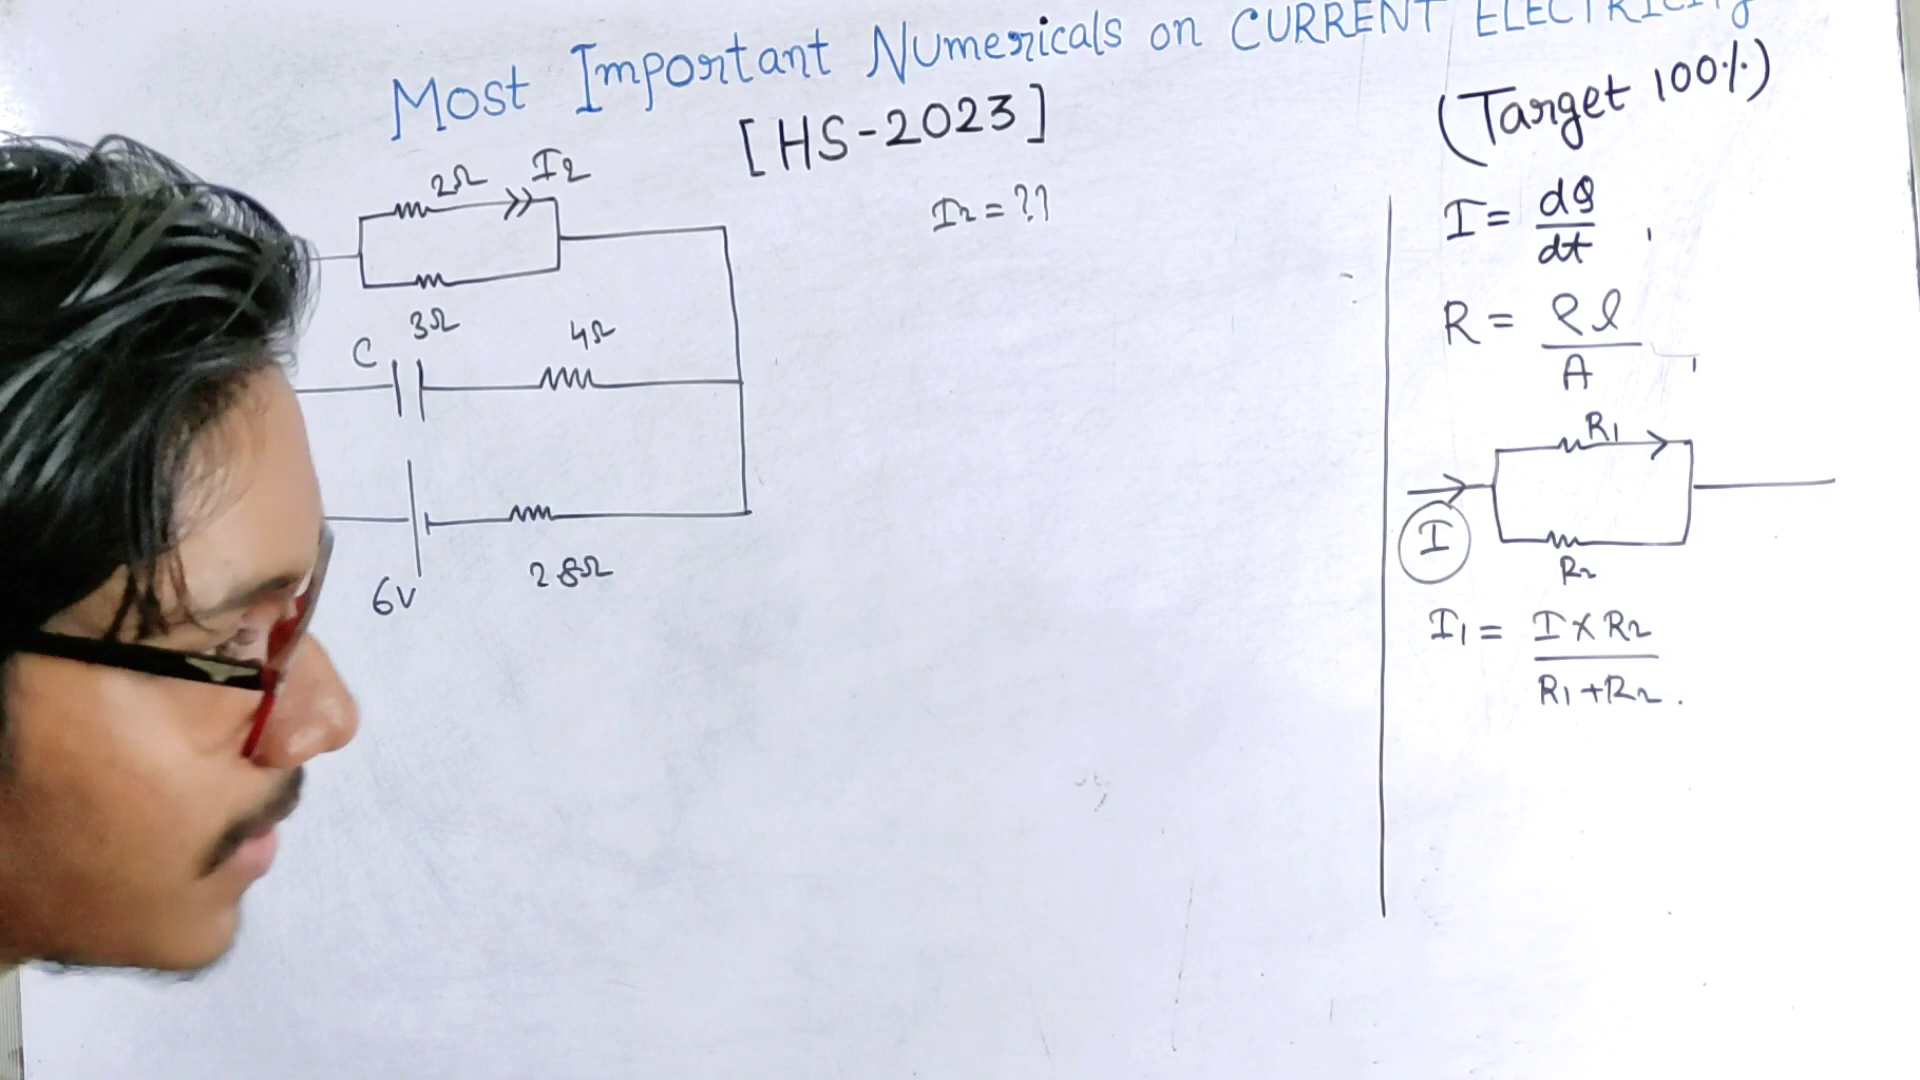 Most Important Numericals on CURRENT ELECTRICITY
[HS-2023]
(Target 100%)
2Ω
I2
3Ω
C
4Ω
6V
2 8Ω
I2 = ??
I = dQ/dt ,
R = ρl/A ,
R1
I
R2
I1 = I × R2 / R1 + R2 .